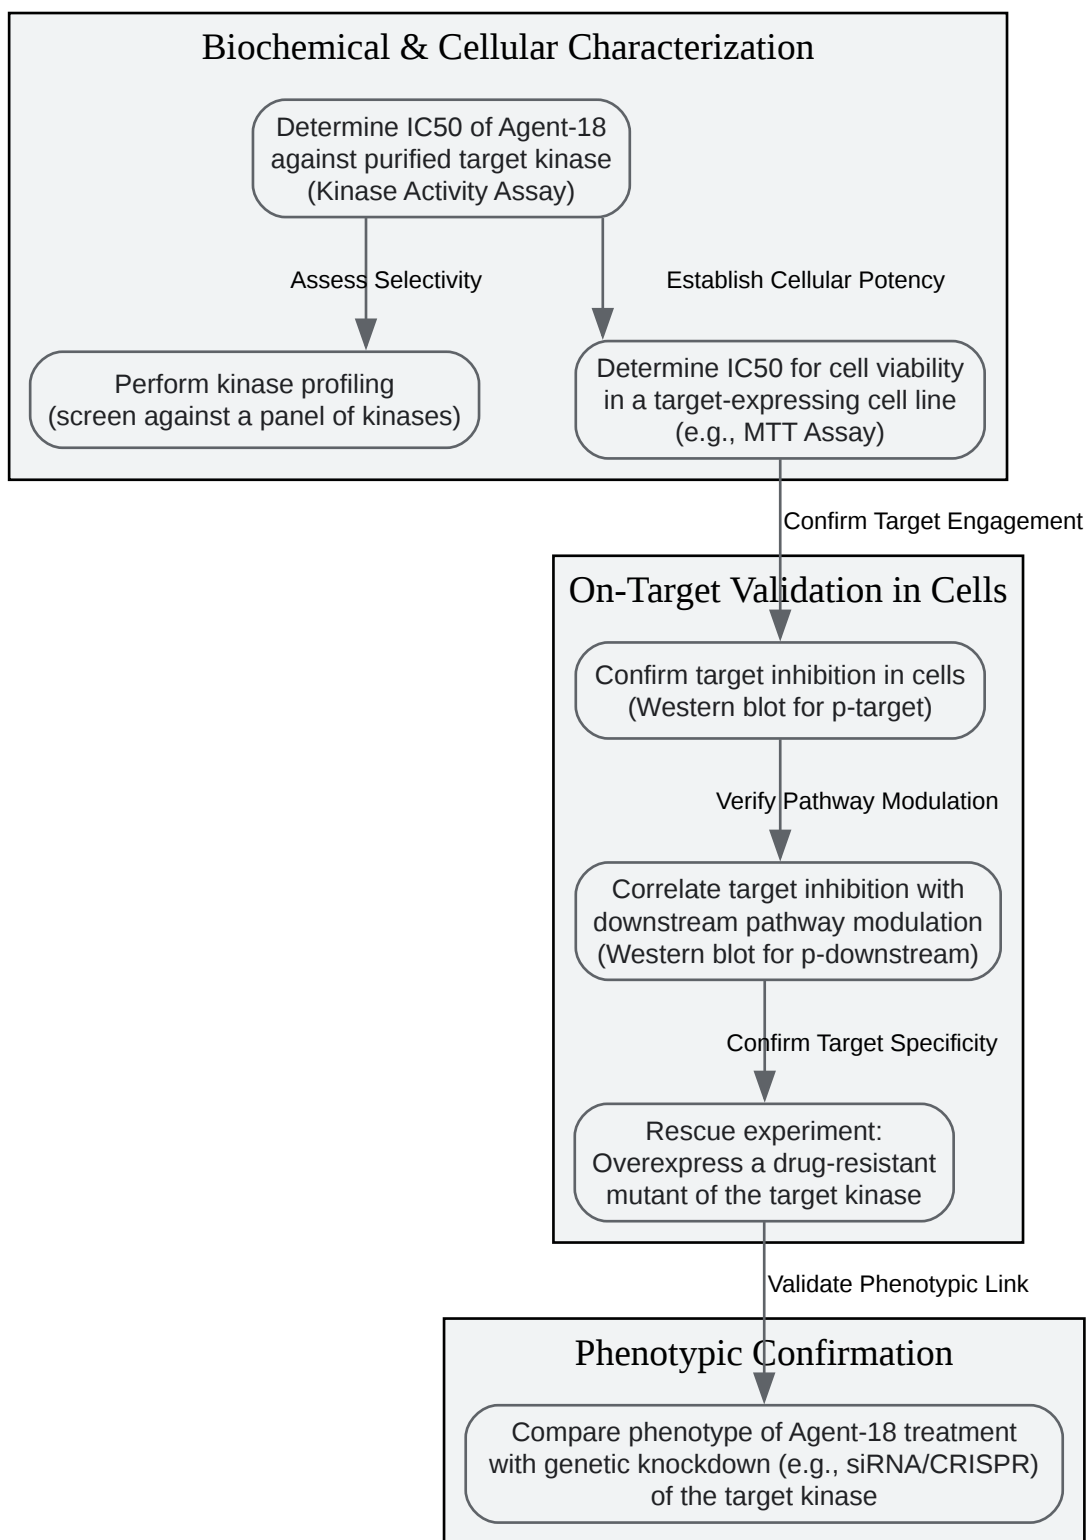 Biochemical & Cellular Characterization
Determine IC50 of Agent-18
against purified target kinase
(Kinase Activity Assay)
Assess Selectivity
Establish Cellular Potency
Perform kinase profiling
(screen against a panel of kinases)
Determine IC50 for cell viability
in a target-expressing cell line
(e.g., MTT Assay)
Confirm Target Engagement
On-Target Validation in Cells
Confirm target inhibition in cells
(Western blot for p-target)
Verify Pathway Modulation
Correlate target inhibition with
downstream pathway modulation
(Western blot for p-downstream)
Confirm Target Specificity
Rescue experiment:
Overexpress a drug-resistant
mutant of the target kinase
Validate Phenotypic Link
Phenotypic Confirmation
Compare phenotype of Agent-18 treatment
with genetic knockdown (e.g., siRNA/CRISPR)
of the target kinase